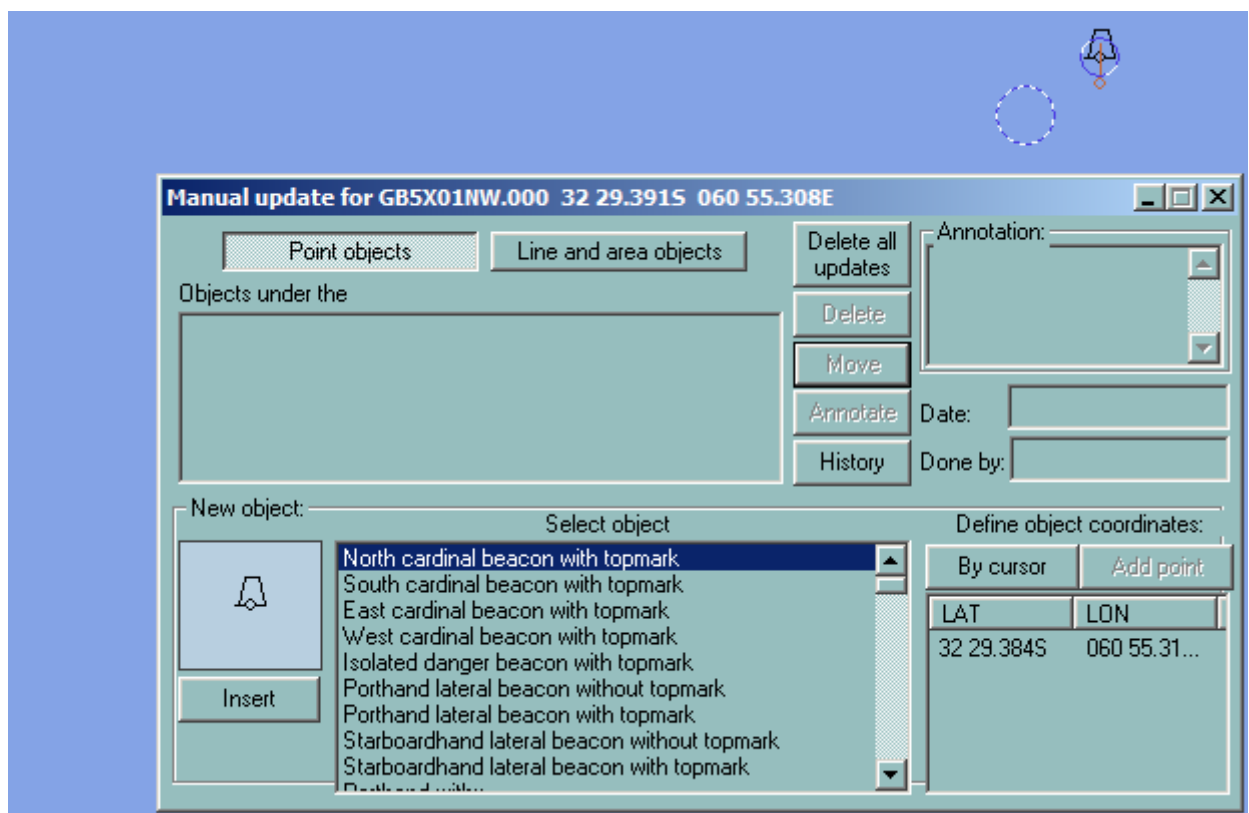 Manual update for GB5X01NW.000 32 29.391S 060 55.308E
Point objects
Line and area objects
Delete all
updates
Annotation:
Objects under the
Delete
Move
Annotate
Date:
History
Done by:
New object:
Select object
Define object coordinates:
North cardinal beacon with topmark
South cardinal beacon with topmark
East cardinal beacon with topmark
West cardinal beacon with topmark
Isolated danger beacon with topmark
Porthand lateral beacon without topmark
Porthand lateral beacon with topmark
Starboardhand lateral beacon without topmark
Starboardhand lateral beacon with topmark
Insert
By cursor
Add point
LAT LON
32 29.384S 060 55.31...